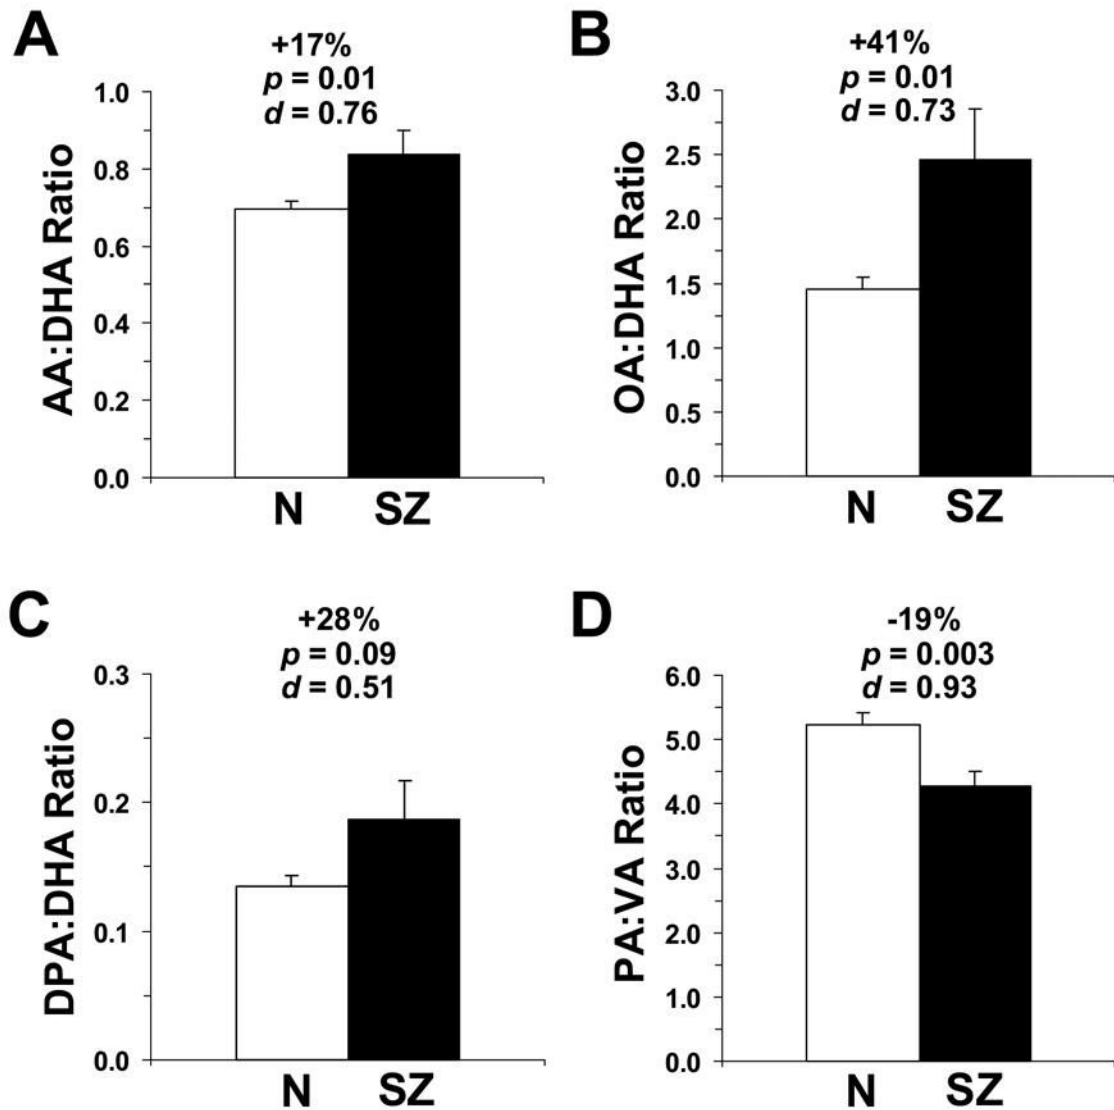 A
+17%
p = 0.01
d = 0.76
AA:DHA Ratio
1.0
0.8
0.6
0.4
0.2
0.0
N SZ
B
+41%
p = 0.01
d = 0.73
OA:DHA Ratio
3.0
2.5
2.0
1.5
1.0
0.5
0.0
N SZ
C
+28%
p = 0.09
d = 0.51
DPA:DHA Ratio
0.3
0.2
0.1
0.0
N SZ
D
-19%
p = 0.003
d = 0.93
PA:VA Ratio
6.0
5.0
4.0
3.0
2.0
1.0
0.0
N SZ